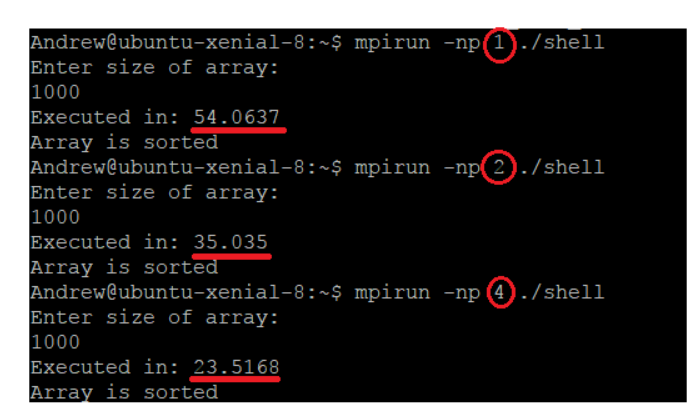 Andrew@ubuntu-xenial-8:~$ mpirun -np 1 ./shell
Enter size of array:
1000
Executed in: 54.0637
Array is sorted
Andrew@ubuntu-xenial-8:~$ mpirun -np 2 ./shell
Enter size of array:
1000
Executed in: 35.035
Array is sorted
Andrew@ubuntu-xenial-8:~$ mpirun -np 4 ./shell
Enter size of array:
1000
Executed in: 23.5168
Array is sorted